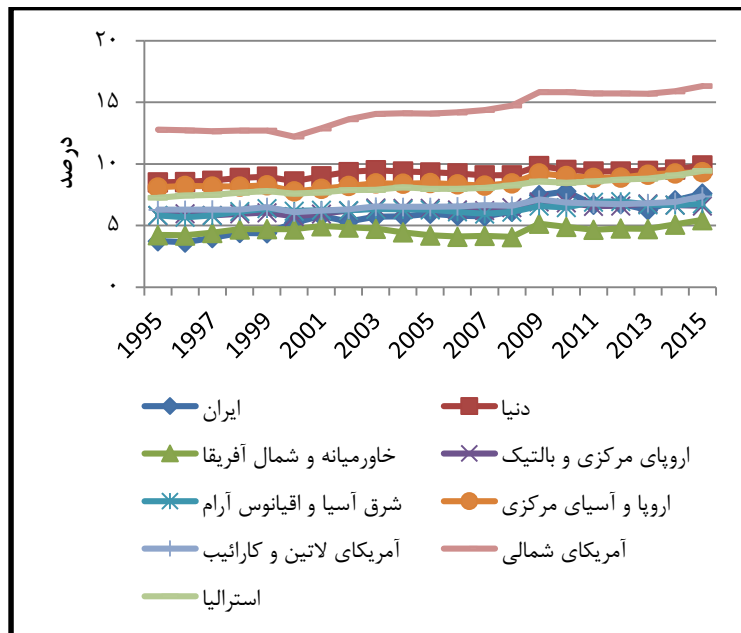 ۲۰
۱۵
۱۰
۵
۰
درصد
1995 1997 1999 2001 2003 2005 2007 2009 2011 2013 2015
ایران دنیا
خاورمیانه و شمال آفریقا اروپای مرکزی و بالتیک
شرق آسیا و اقیانوس آرام اروپا و آسیای مرکزی
آمریکای لاتین و کارائیب آمریکای شمالی
استرالیا